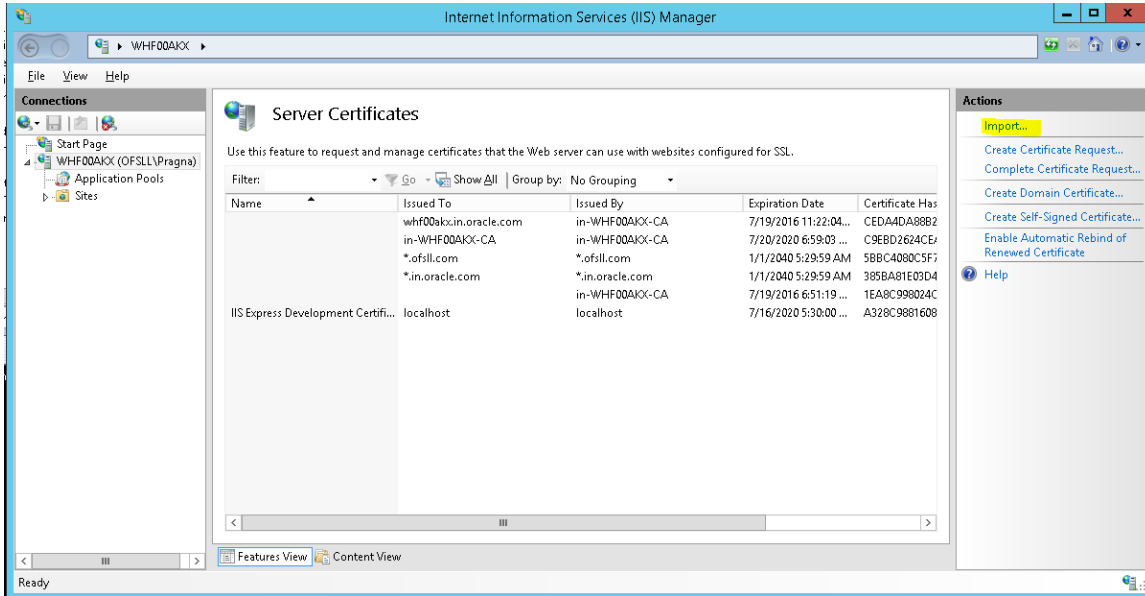 Internet Information Services (IIS) Manager
WHF00AKX
File View Help
Connections
Start Page
WHF00AKX (OFSLL\Pragna)
Application Pools
Sites
Server Certificates
Use this feature to request and manage certificates that the Web server can use with websites configured for SSL.
Filter: Go Show All Group by: No Grouping
Name Issued To Issued By Expiration Date Certificate Has
whf00akx.in.oracle.com in-WHF00AKX-CA 7/19/2016 11:22:04... CEDA4DA88B2
in-WHF00AKX-CA in-WHF00AKX-CA 7/20/2020 6:59:03 ... C9EBD2624CEA
*.ofsll.com *.ofsll.com 1/1/2040 5:29:59 AM 5BBC4080C5F7
*.in.oracle.com *.in.oracle.com 1/1/2040 5:29:59 AM 385BA81E03D4
in-WHF00AKX-CA 7/19/2016 6:51:19 ... 1EA8C998024C
IIS Express Development Certifi... localhost localhost 7/16/2020 5:30:00 ... A328C9881608
Features View Content View
Actions
Import...
Create Certificate Request...
Complete Certificate Request...
Create Domain Certificate...
Create Self-Signed Certificate...
Enable Automatic Rebind of
Renewed Certificate
Help
Ready